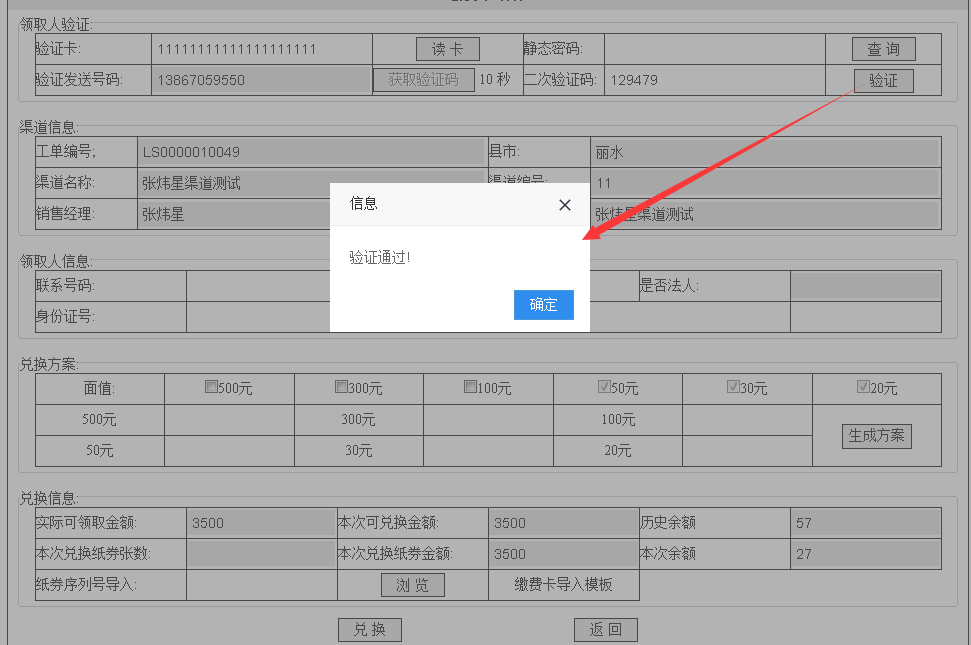 领取人验证:
验证卡: 11111111111111111111 读 卡 静态密码: 查 询
验证发送号码: 13867059550 获取验证码 10 秒 二次验证码: 129479 验证
渠道信息:
工单编号; LS0000010049 县市: 丽水
渠道名称: 张炜星渠道测试 渠道编号: 11
销售经理: 张炜星 张炜星渠道测试
信息
验证通过!
确定
领取人信息:
联系号码: 是否法人:
身份证号:
兑换方案:
面值: 500元 300元 100元 50元 30元 20元
500元 300元 100元 生成方案
50元 30元 20元
兑换信息:
实际可领取金额: 3500 本次可兑换金额: 3500 历史余额 57
本次兑换纸券张数: 本次兑换纸券金额: 3500 本次余额 27
纸券序列号导入: 浏 览 缴费卡导入模板
兑 换 返 回